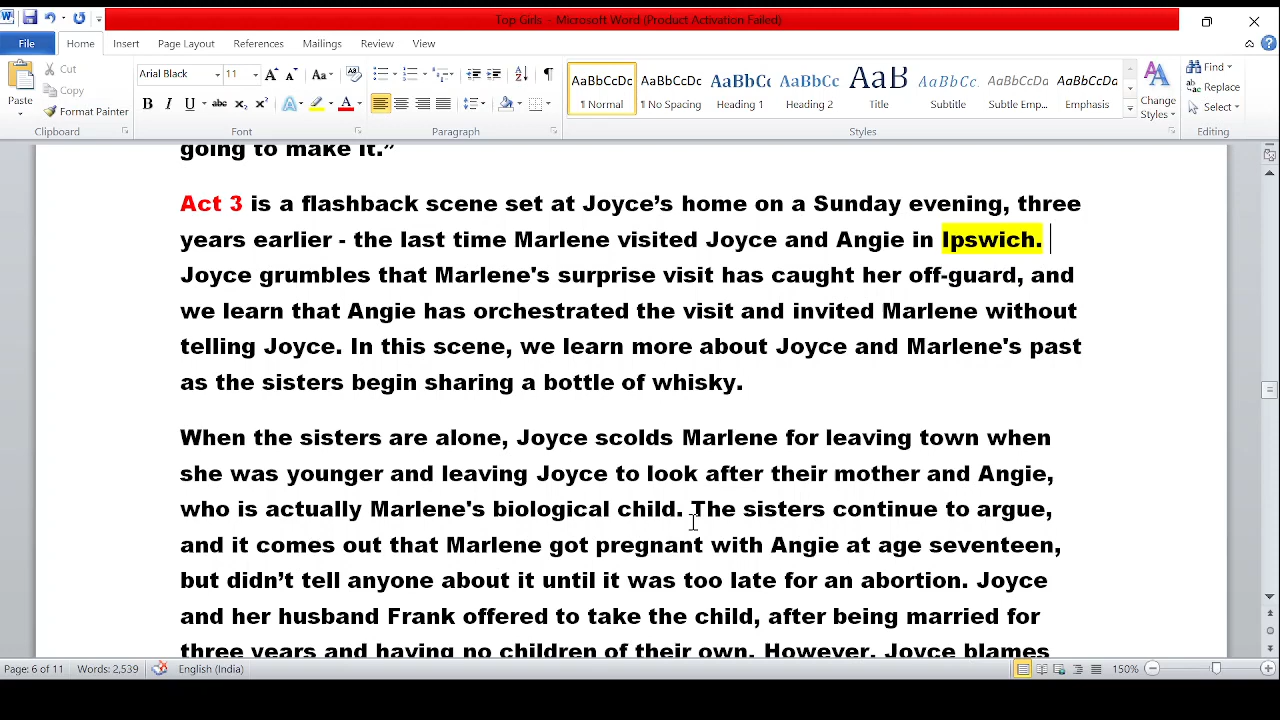 Top Girls - Microsoft Word (Product Activation Failed)
File Home Insert Page Layout References Mailings Review View
Cut
Copy
Format Painter
Paste
Arial Black 11
AaBbCcDc AaBbCcDc AaBbC AaBbCc AaB AaBbCc. AaBbCcDc AaBbCcDc
¶ Normal ¶ No Spacing Heading 1 Heading 2 Title Subtitle Subtle Em... Emphasis
Change Styles
Find
Replace
Select
Clipboard Font Paragraph Styles Editing
going to make it.”
Act 3 is a flashback scene set at Joyce’s home on a Sunday evening, three
years earlier - the last time Marlene visited Joyce and Angie in Ipswich.
Joyce grumbles that Marlene's surprise visit has caught her off-guard, and
we learn that Angie has orchestrated the visit and invited Marlene without
telling Joyce. In this scene, we learn more about Joyce and Marlene's past
as the sisters begin sharing a bottle of whisky.
When the sisters are alone, Joyce scolds Marlene for leaving town when
she was younger and leaving Joyce to look after their mother and Angie,
who is actually Marlene's biological child. The sisters continue to argue,
and it comes out that Marlene got pregnant with Angie at age seventeen,
but didn’t tell anyone about it until it was too late for an abortion. Joyce
and her husband Frank offered to take the child, after being married for
three years and having no children of their own. However, Joyce blames
Page: 6 of 11 Words: 2,539 English (India) 150%